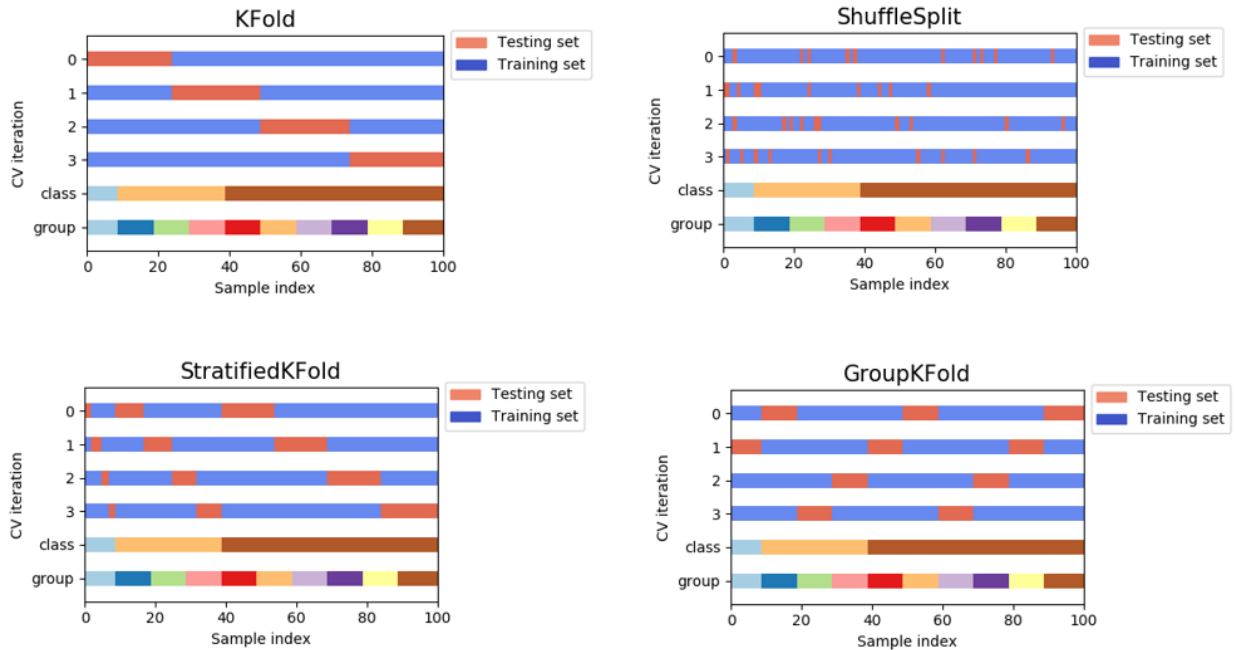 KFold
Testing set
Training set
CV iteration
0
1
2
3
class
group
0 20 40 60 80 100
Sample index
ShuffleSplit
Testing set
Training set
CV iteration
0
1
2
3
class
group
0 20 40 60 80 100
Sample index
StratifiedKFold
Testing set
Training set
CV iteration
0
1
2
3
class
group
0 20 40 60 80 100
Sample index
GroupKFold
Testing set
Training set
CV iteration
0
1
2
3
class
group
0 20 40 60 80 100
Sample index